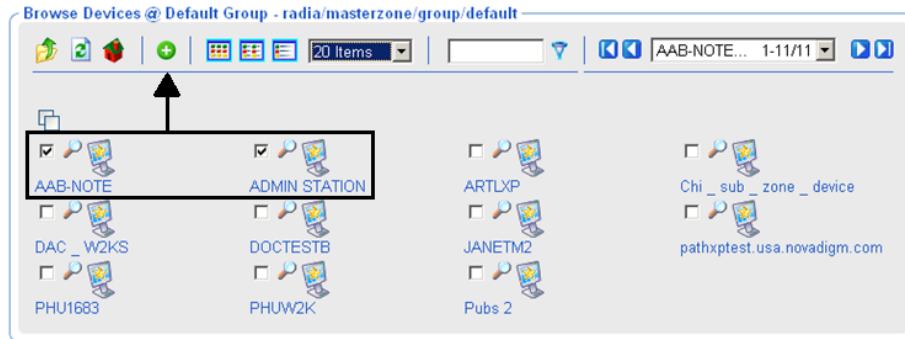 Browse Devices @ Default Group - radia/masterzone/group/default
20 Items AAB-NOTE... 1-11/11
AAB-NOTE ADMIN STATION ARTLXP Chi _ sub _ zone _ device
DAC _ W2KS DOCTESTB JANETM2 pathxptest.usa.novadigm.com
PHU1683 PHUW2K Pubs 2